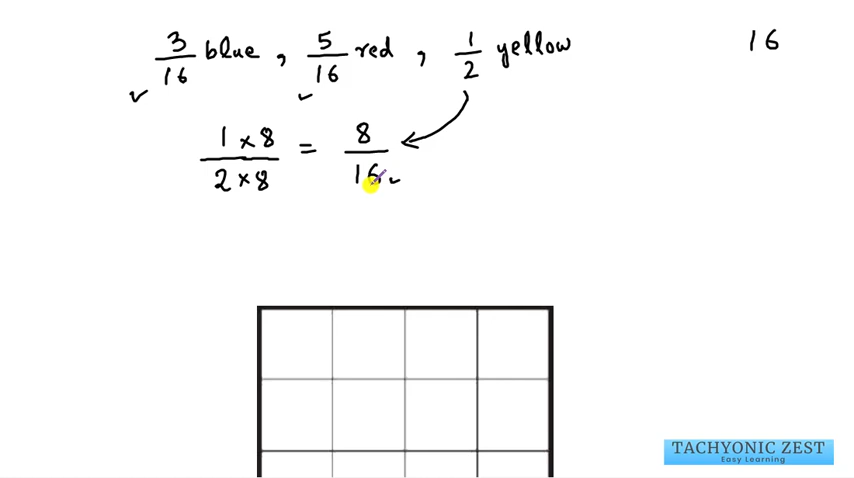 3/16 blue , 5/16 red , 1/2 yellow 16
1 × 8 / 2 × 8 = 8/16
TACHYONIC ZEST
Easy Learning